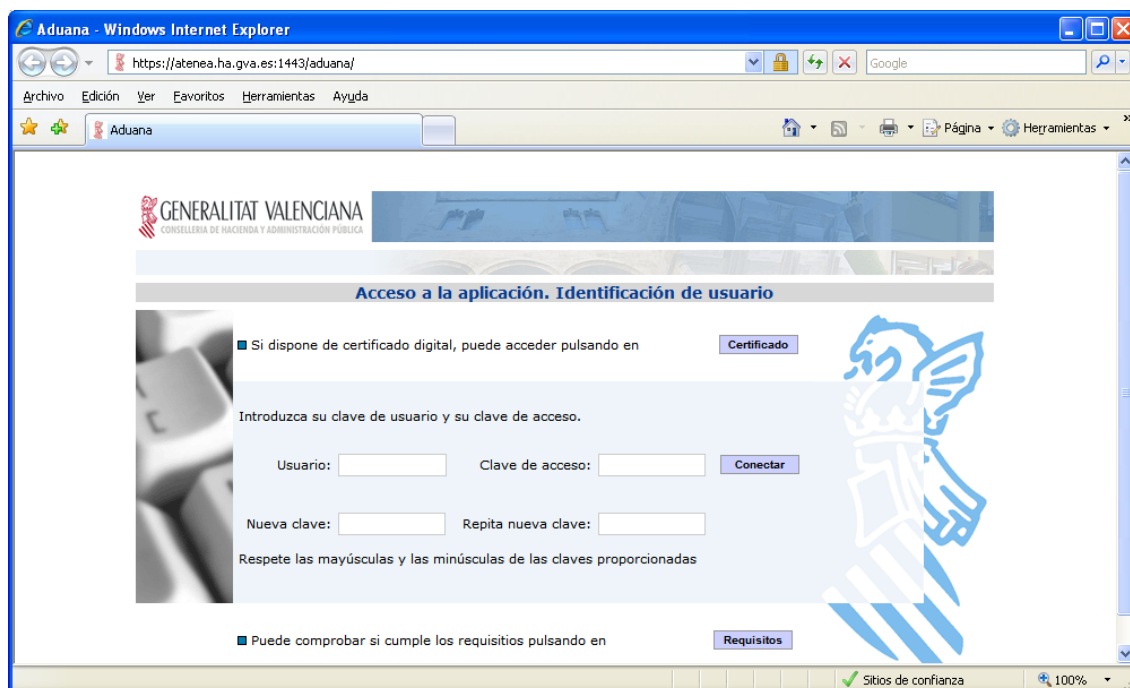 Aduana - Windows Internet Explorer
https://atenea.ha.gva.es:1443/aduana/
Google
Archivo Edición Ver Favoritos Herramientas Ayuda
Aduana
Página
Herramientas
»
GENERALITAT VALENCIANA
CONSELLERIA DE HACIENDA Y ADMINISTRACIÓN PÚBLICA
Acceso a la aplicación. Identificación de usuario
Si dispone de certificado digital, puede acceder pulsando en
Certificado
Introduzca su clave de usuario y su clave de acceso.
Usuario:
Clave de acceso:
Conectar
Nueva clave:
Repita nueva clave:
Respete las mayúsculas y las minúsculas de las claves proporcionadas
Puede comprobar si cumple los requisitios pulsando en
Requisitos
Sitios de confianza
100%